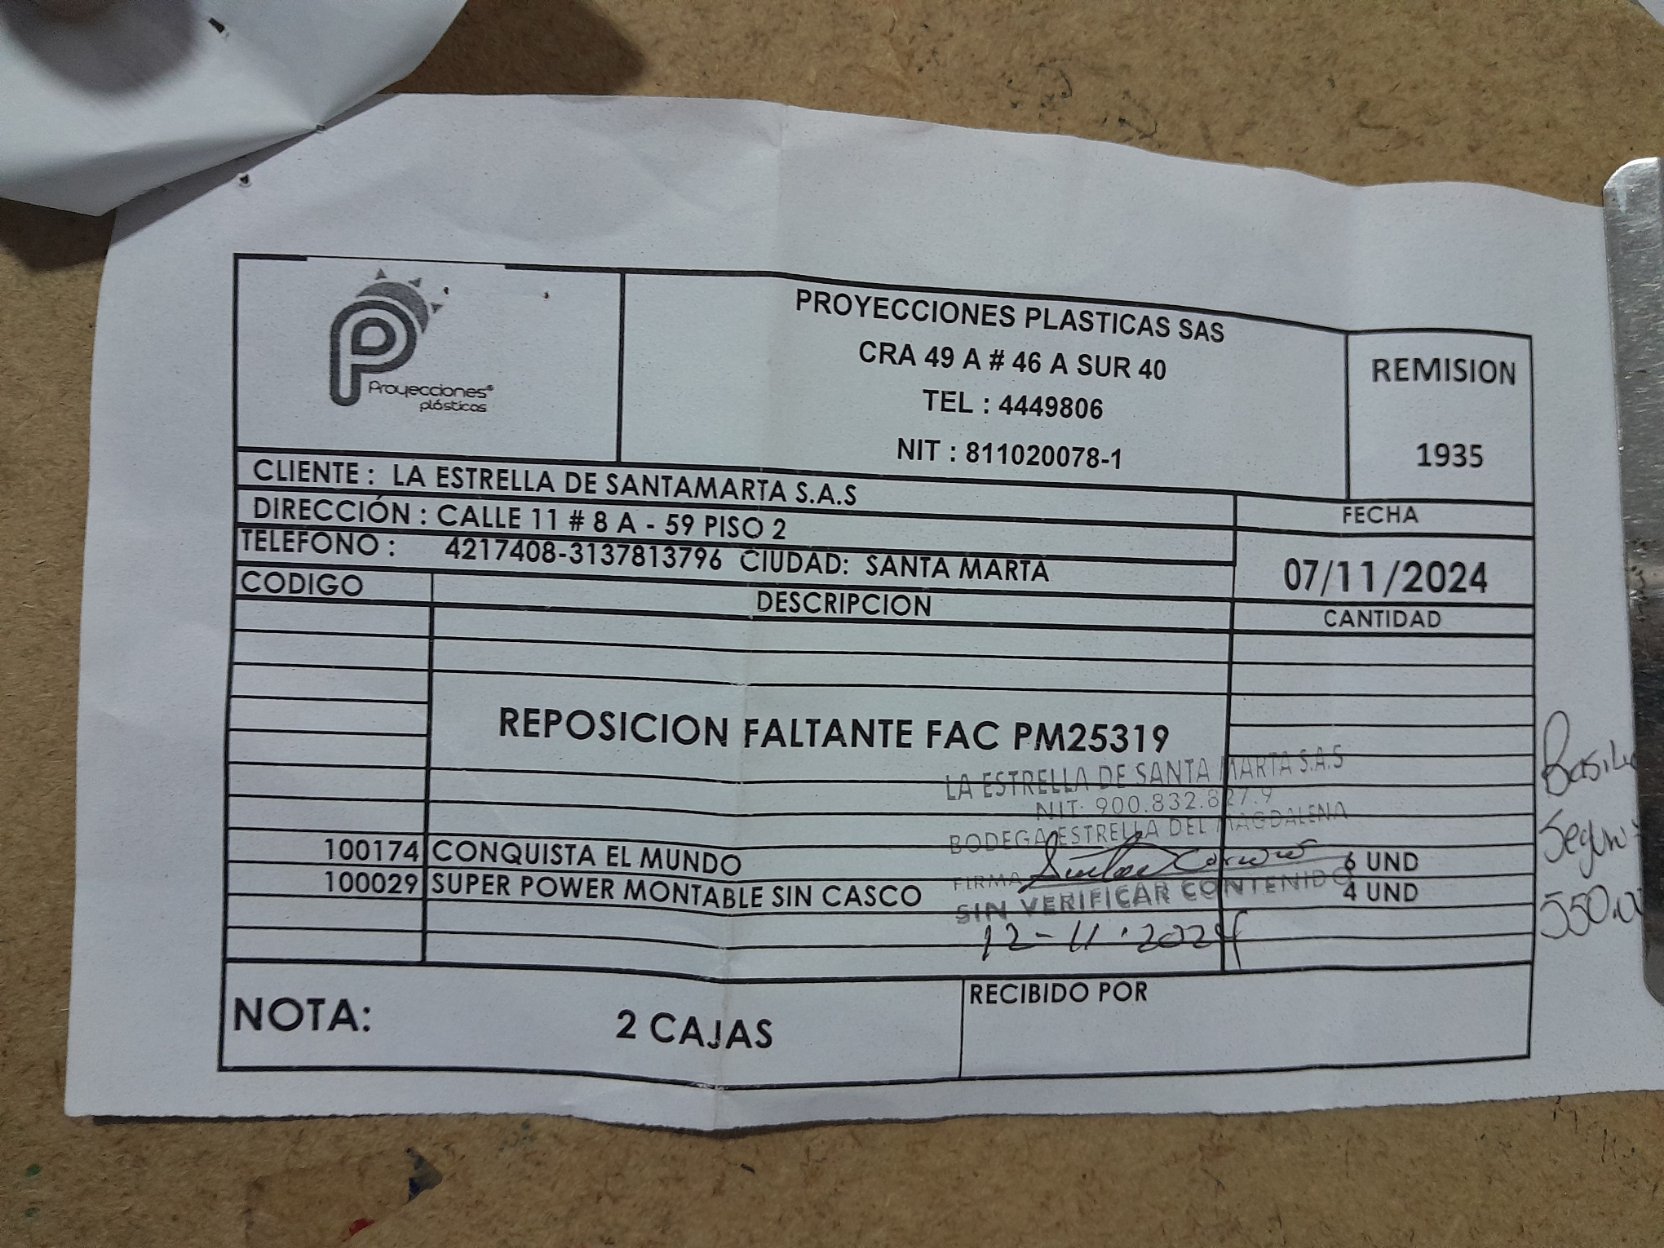 Proyecciones®
plásticas
PROYECCIONES PLASTICAS SAS
CRA 49 A # 46 A SUR 40
TEL : 4449806
NIT : 811020078-1
REMISION
1935
CLIENTE : LA ESTRELLA DE SANTAMARTA S.A.S
DIRECCIÓN : CALLE 11 # 8 A - 59 PISO 2
TELEFONO : 4217408-3137813796 CIUDAD: SANTA MARTA
FECHA
07/11/2024
CODIGO DESCRIPCION CANTIDAD
REPOSICION FALTANTE FAC PM25319
LA ESTRELLA DE SANTA MARTA S.A.S
NIT: 900.832.827.9
BODEGA ESTRELLA DEL MAGDALENA
100174 CONQUISTA EL MUNDO 6 UND
FIRMA
100029 SUPER POWER MONTABLE SIN CASCO 4 UND
SIN VERIFICAR CONTENIDO
12-11-2024
NOTA: 2 CAJAS
RECIBIDO POR